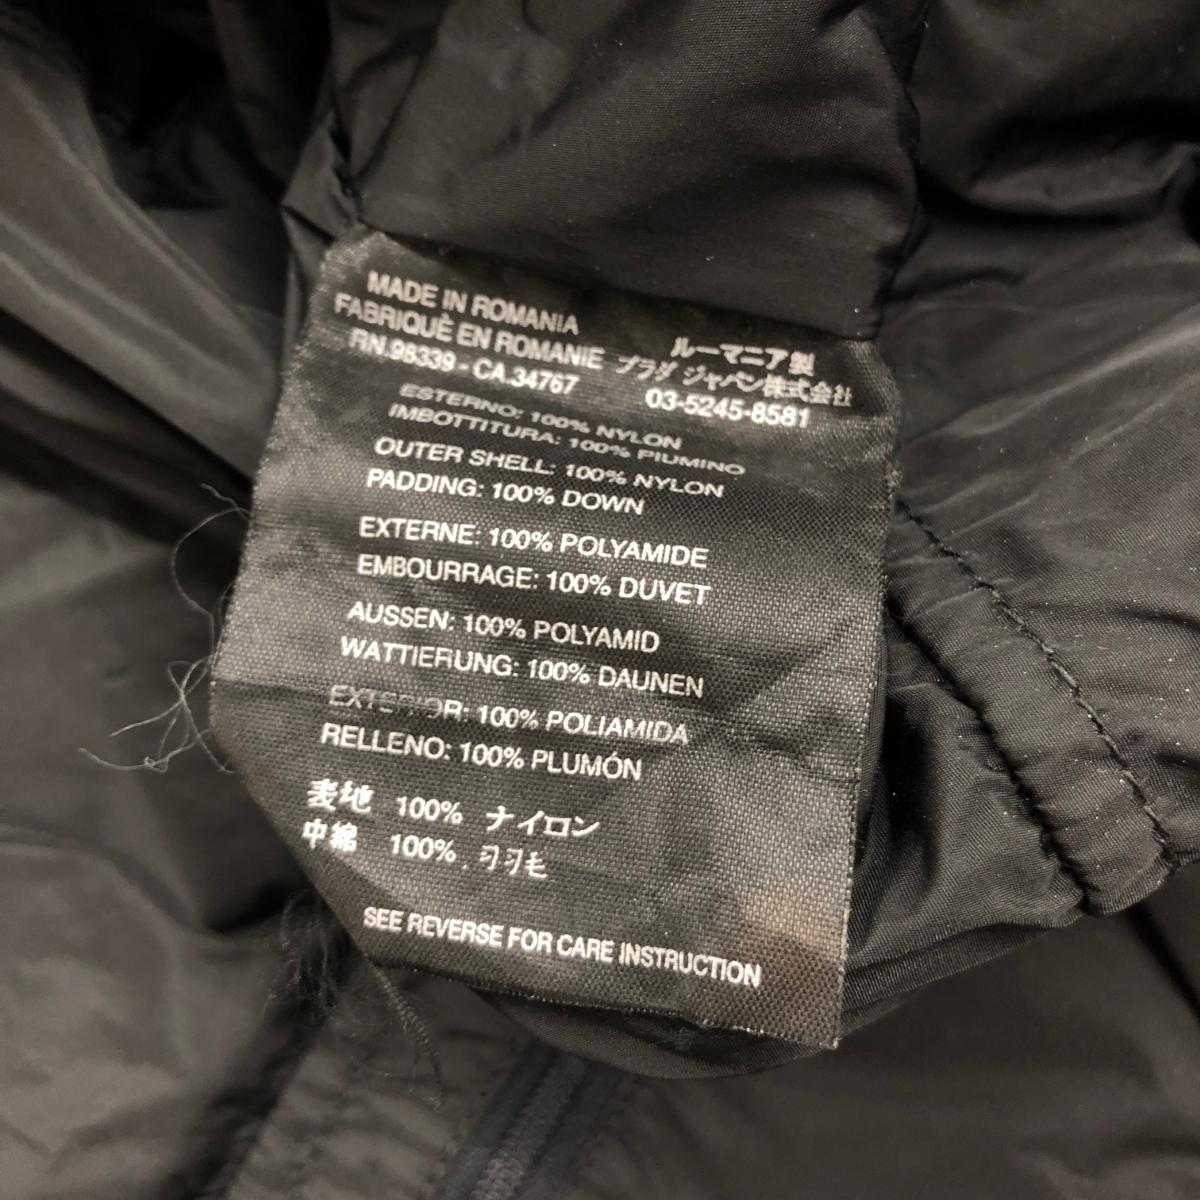 MADE IN ROMANIA
FABRIQUÈ EN ROMANIE
RN.98339 - CA.34767
ルーマニア製
プラダ ジャパン株式会社
03-5245-8581
ESTERNO: 100% NYLON
IMBOTTITURA: 100% PIUMINO
OUTER SHELL: 100% NYLON
PADDING: 100% DOWN
EXTERNE: 100% POLYAMIDE
EMBOURRAGE: 100% DUVET
AUSSEN: 100% POLYAMID
WATTIERUNG: 100% DAUNEN
EXTERIOR: 100% POLIAMIDA
RELLENO: 100% PLUMÓN
表地 100% ナイロン
中綿 100% 羽毛
SEE REVERSE FOR CARE INSTRUCTION